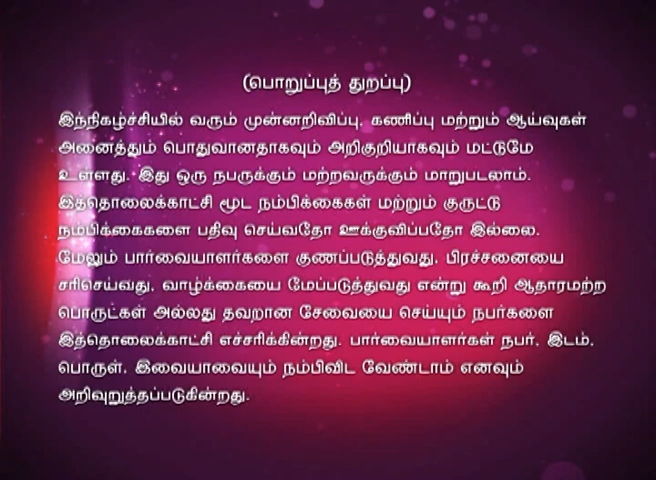 (பொறுப்புத் துறப்பு)
இந்நிகழ்ச்சியில் வரும் முன்னறிவிப்பு, கணிப்பு மற்றும் ஆய்வுகள்
அனைத்தும் பொதுவானதாகவும் அறிகுறியாகவும் மட்டுமே
உள்ளது. இது ஒரு நபருக்கும் மற்றவருக்கும் மாறுபடலாம்.
இத்தொலைக்காட்சி மூட நம்பிக்கைகள் மற்றும் குருட்டு
நம்பிக்கைகளை பதிவு செய்வதோ ஊக்குவிப்பதோ இல்லை.
மேலும் பார்வையாளர்களை குணப்படுத்துவது, பிரச்சனையை
சரிசெய்வது, வாழ்க்கையை மேப்படுத்துவது என்று கூறி ஆதாரமற்ற
பொருட்கள் அல்லது தவறான சேவையை செய்யும் நபர்களை
இத்தொலைக்காட்சி எச்சரிக்கின்றது. பார்வையாளர்கள் நபர், இடம்,
பொருள், இவையாவையும் நம்பிவிட வேண்டாம் எனவும்
அறிவுறுத்தப்படுகின்றது.